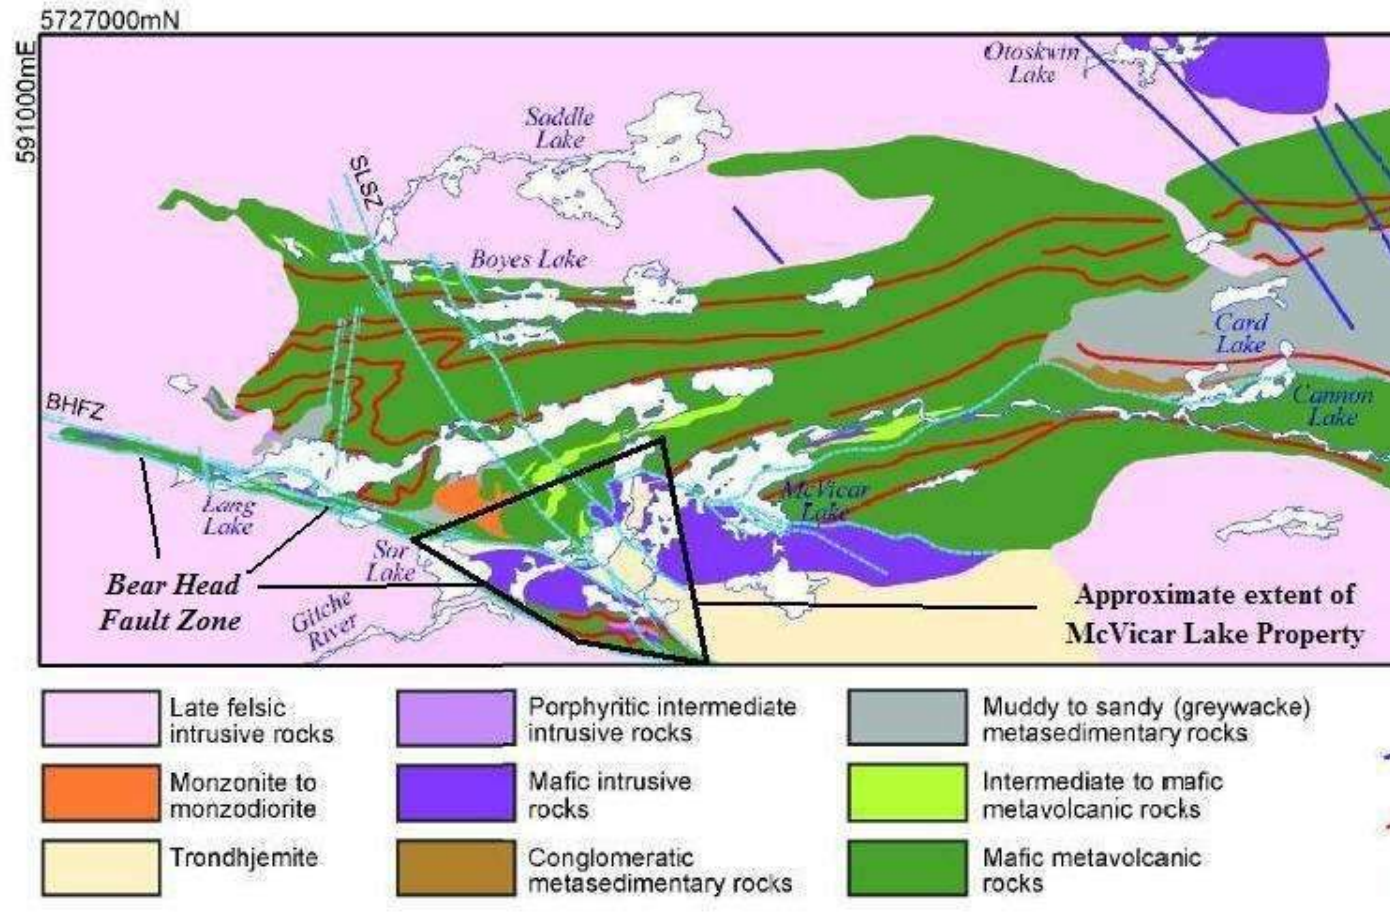 5727000mN
591000mE
Otoskwin
Lake
Saddle
Lake
SLSZ
Boyes Lake
Card
Lake
Cannon
Lake
BHFZ
Lang
Lake
McVicar
Lake
Sor
Lake
Bear Head
Fault Zone
Gitche
River
Approximate extent of
McVicar Lake Property
Late felsic
intrusive rocks
Porphyritic intermediate
intrusive rocks
Muddy to sandy (greywacke)
metasedimentary rocks
Monzonite to
monzodiorite
Mafic intrusive
rocks
Intermediate to mafic
metavolcanic rocks
Trondhjemite
Conglomeratic
metasedimentary rocks
Mafic metavolcanic
rocks